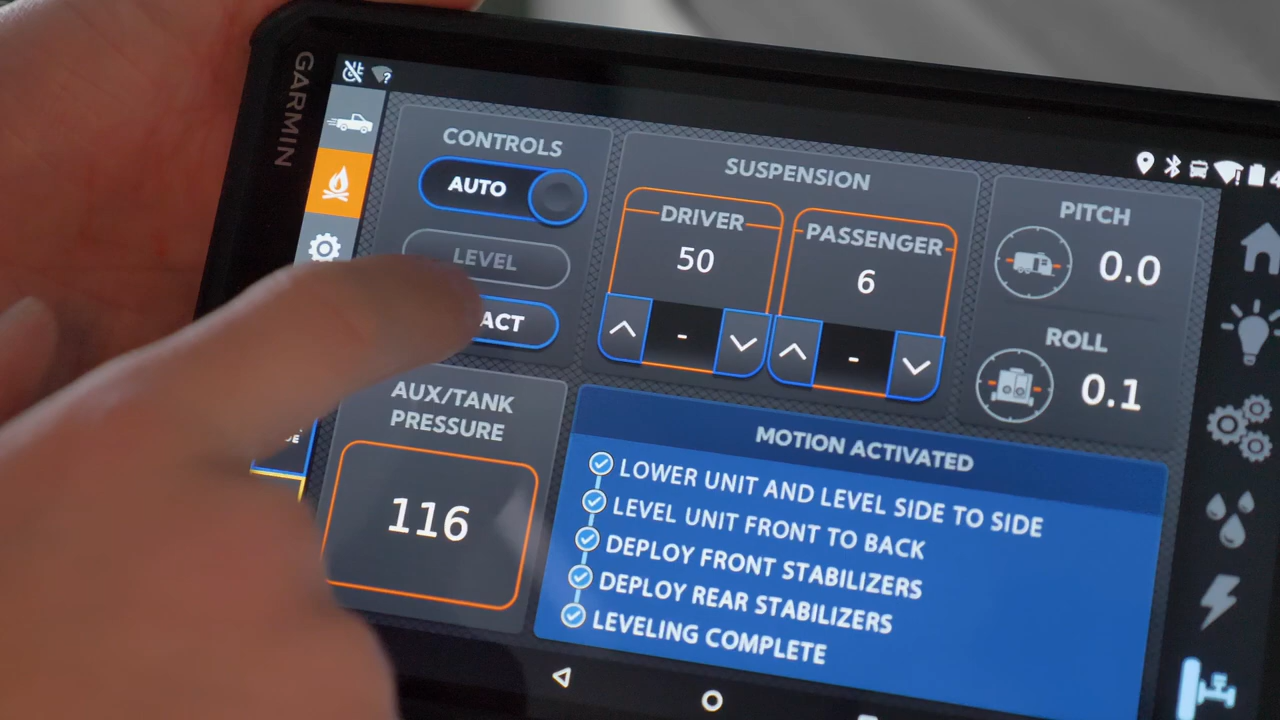 GARMIN
CONTROLS
AUTO
LEVEL
ACT
SUSPENSION
DRIVER
50
-
PASSENGER
6
-
PITCH
0.0
ROLL
0.1
AUX/TANK
PRESSURE
116
MOTION ACTIVATED
LOWER UNIT AND LEVEL SIDE TO SIDE
LEVEL UNIT FRONT TO BACK
DEPLOY FRONT STABILIZERS
DEPLOY REAR STABILIZERS
LEVELING COMPLETE